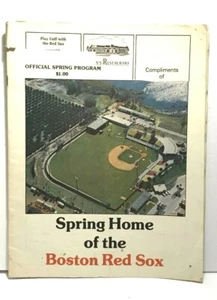 Play Golf with
the Red Sox
V'S RESTAURANT
OFFICIAL SPRING PROGRAM
$1.00
Compliments
of
Spring Home
of the
Boston Red Sox